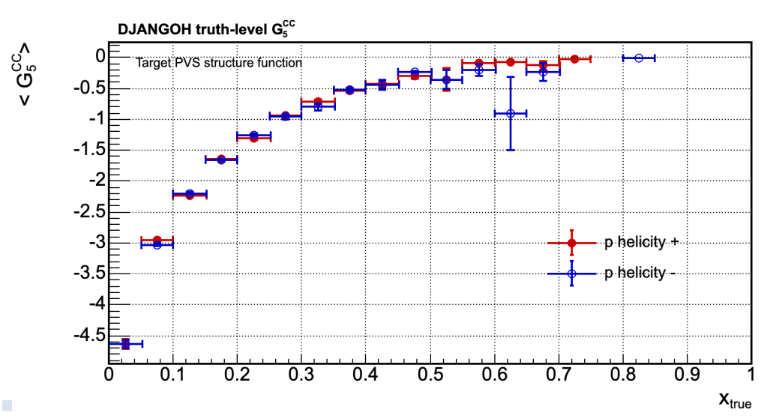 DJANGOH truth-level G₅ᶜᶜ
< G₅ᶜᶜ >
Target PVS structure function
0
-0.5
-1
-1.5
-2
-2.5
-3
-3.5
-4
-4.5
p helicity +
p helicity -
0 0.1 0.2 0.3 0.4 0.5 0.6 0.7 0.8 0.9 1
x_true